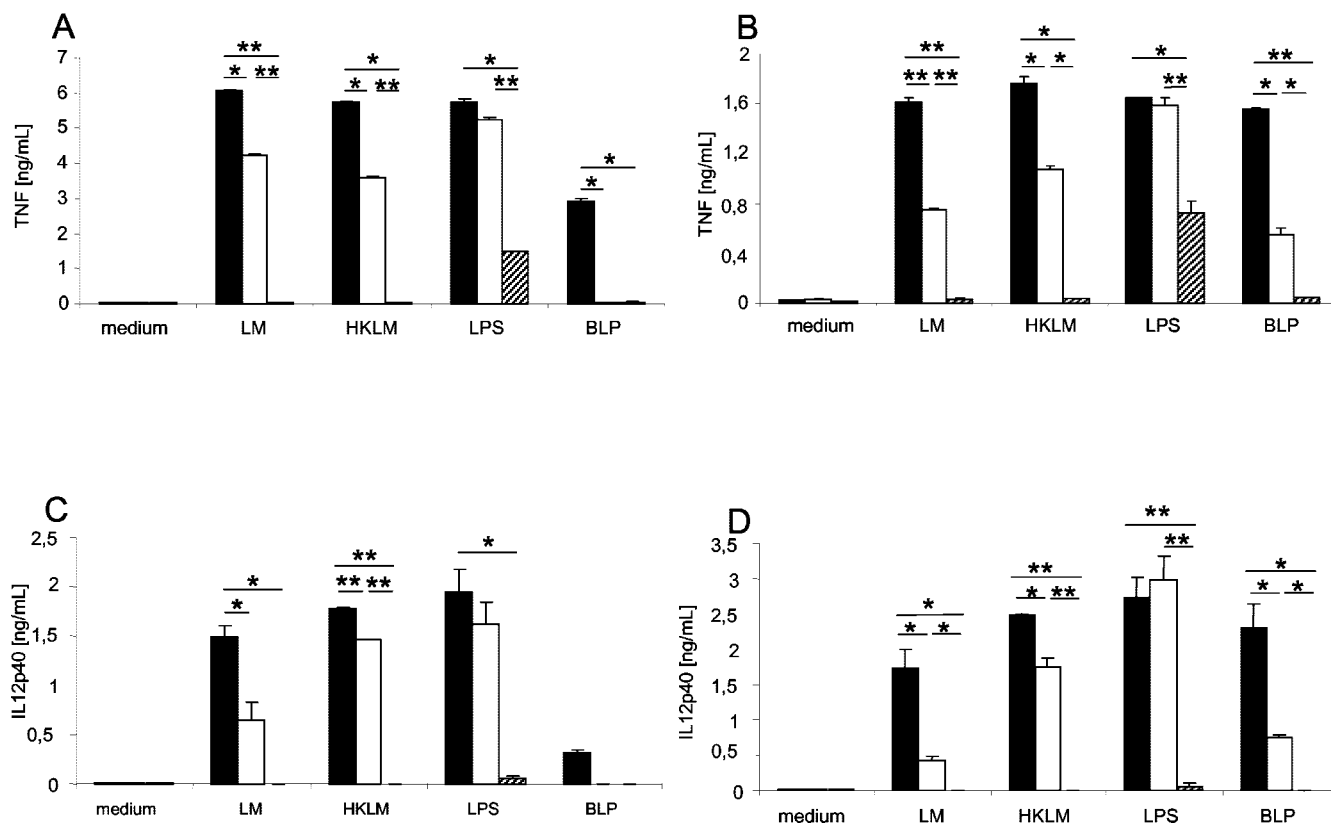 A
TNF [ng/mL]
7
6
5
4
3
2
1
0
** * **
* * **
* **
* *
medium LM HKLM LPS BLP
B
TNF [ng/mL]
2
1,6
1,2
0,8
0,4
0
** ** **
* * *
* **
** * *
medium LM HKLM LPS BLP
C
IL12p40 [ng/mL]
2,5
2
1,5
1
0,5
0
* *
** ** **
*
medium LM HKLM LPS BLP
D
IL12p40 [ng/mL]
3,5
3
2,5
2
1,5
1
0,5
0
* * *
** * **
** **
* * *
medium LM HKLM LPS BLP